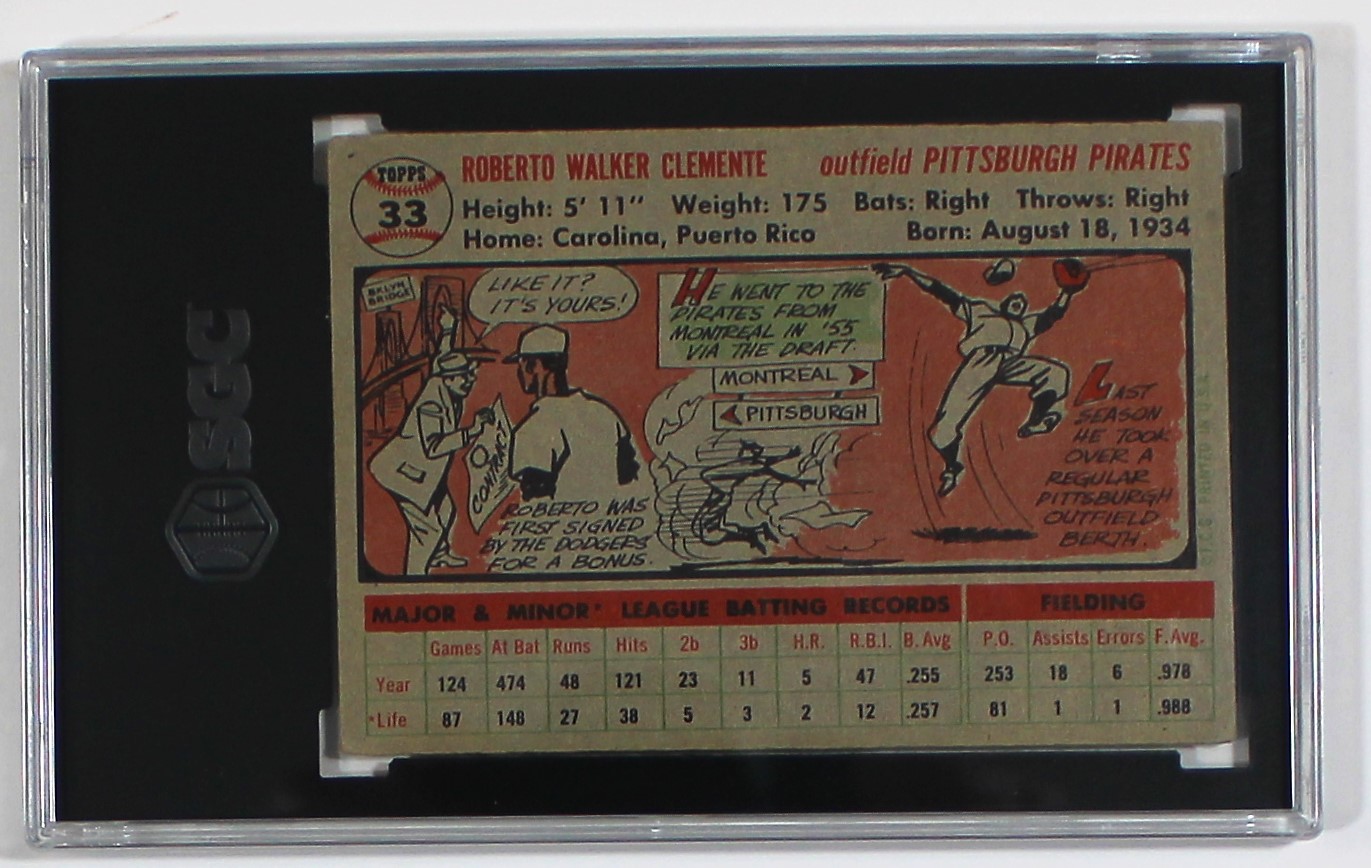 SGC
TOPPS
33
ROBERTO WALKER CLEMENTE outfield PITTSBURGH PIRATES
Height: 5' 11" Weight: 175 Bats: Right Throws: Right
Home: Carolina, Puerto Rico Born: August 18, 1934
BKLYN
BRIDGE
LIKE IT?
IT'S YOURS!
CONTRACT
ROBERTO WAS
FIRST SIGNED
BY THE DODGERS
FOR A BONUS.
HE WENT TO THE
PIRATES FROM
MONTREAL IN '55
VIA THE DRAFT.
MONTREAL
PITTSBURGH
LAST
SEASON
HE TOOK
OVER A
REGULAR
PITTSBURGH
OUTFIELD
BERTH.
PRINTED IN U.S.A.
MAJOR & MINOR* LEAGUE BATTING RECORDS FIELDING
Games At Bat Runs Hits 2b 3b H.R. R.B.I. B. Avg P.O. Assists Errors F. Avg.
Year 124 474 48 121 23 11 5 47 .255 253 18 6 .978
*Life 87 148 27 38 5 3 2 12 .257 81 1 1 .988